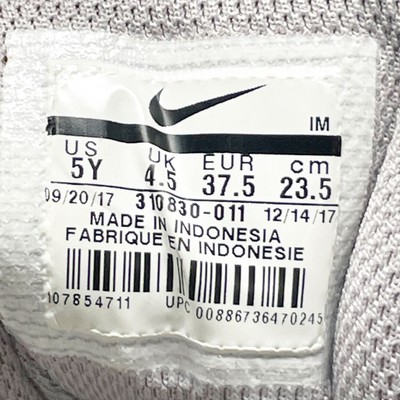 IM
US UK EUR cm
5Y 4.5 37.5 23.5
09/20/17 310830-011 12/14/17
MADE IN INDONESIA
FABRIQUE EN INDONESIE
UPC 00886736470245